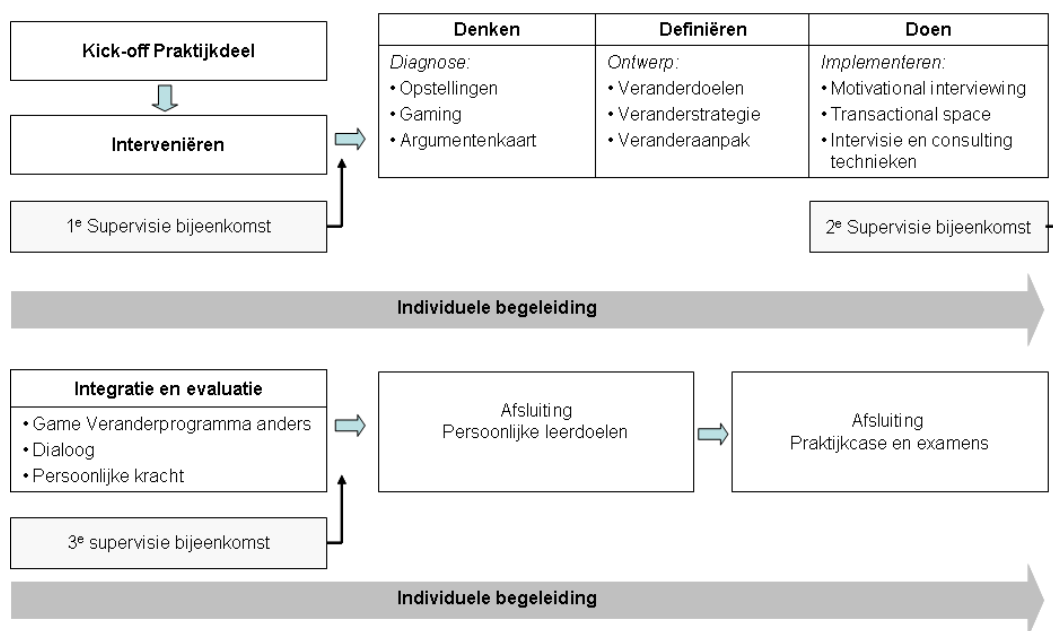 Kick-off Praktijkdeel
Interveniëren
1e Supervisie bijeenkomst
Denken
Diagnose:
• Opstellingen
• Gaming
• Argumentenkaart
Definiëren
Ontwerp:
• Veranderdoelen
• Veranderstrategie
• Veranderaanpak
Doen
Implementeren:
• Motivational interviewing
• Transactional space
• Intervisie en consulting
technieken
2e Supervisie bijeenkomst
Individuele begeleiding
Integratie en evaluatie
• Game Veranderprogramma anders
• Dialoog
• Persoonlijke kracht
3e supervisie bijeenkomst
Afsluiting
Persoonlijke leerdoelen
Afsluiting
Praktijkcase en examens
Individuele begeleiding